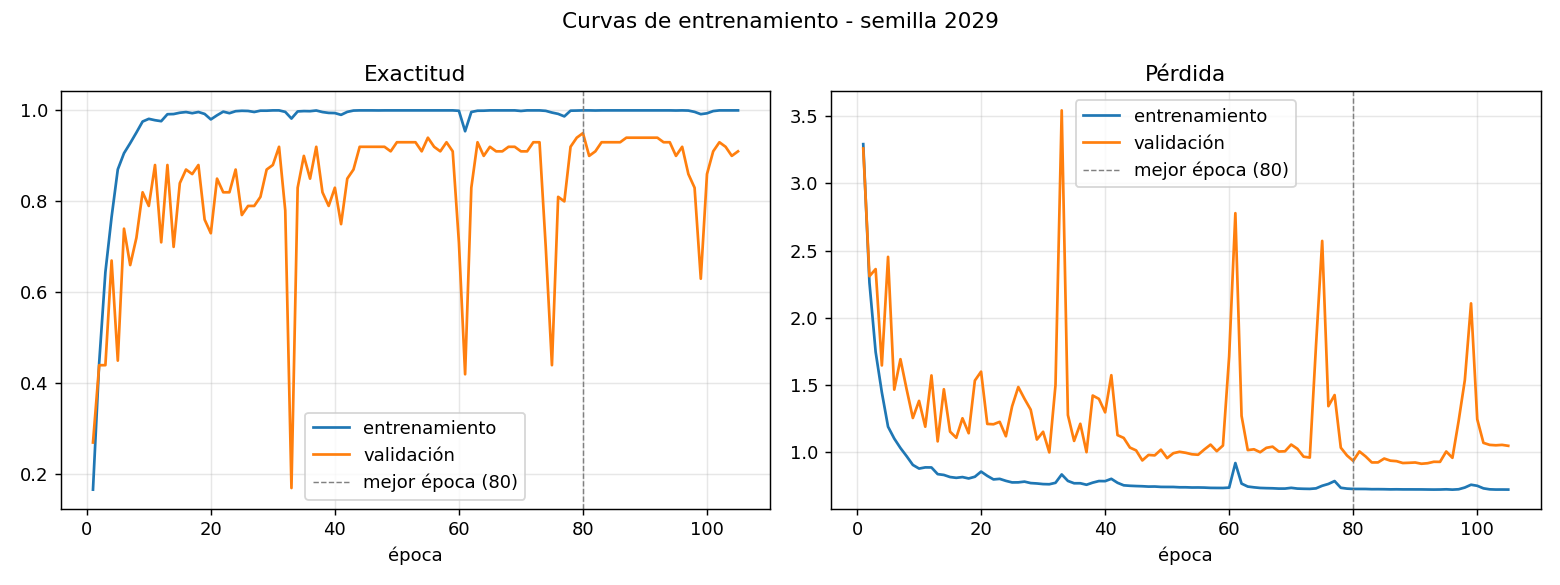 Curvas de entrenamiento - semilla 2029
Exactitud
1.0
0.8
0.6
0.4
0.2
entrenamiento
validación
mejor época (80)
0 20 40 60 80 100
época
Pérdida
3.5
3.0
2.5
2.0
1.5
1.0
entrenamiento
validación
mejor época (80)
0 20 40 60 80 100
época